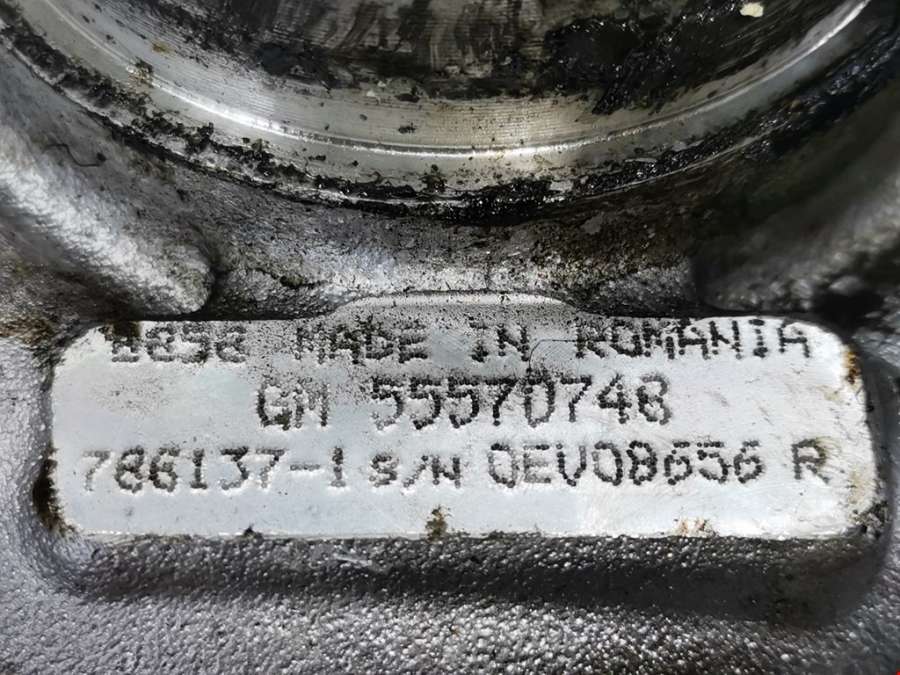 MADE IN ROMANIA
GM 55570748
786137-1 S/N 0EV08656 R